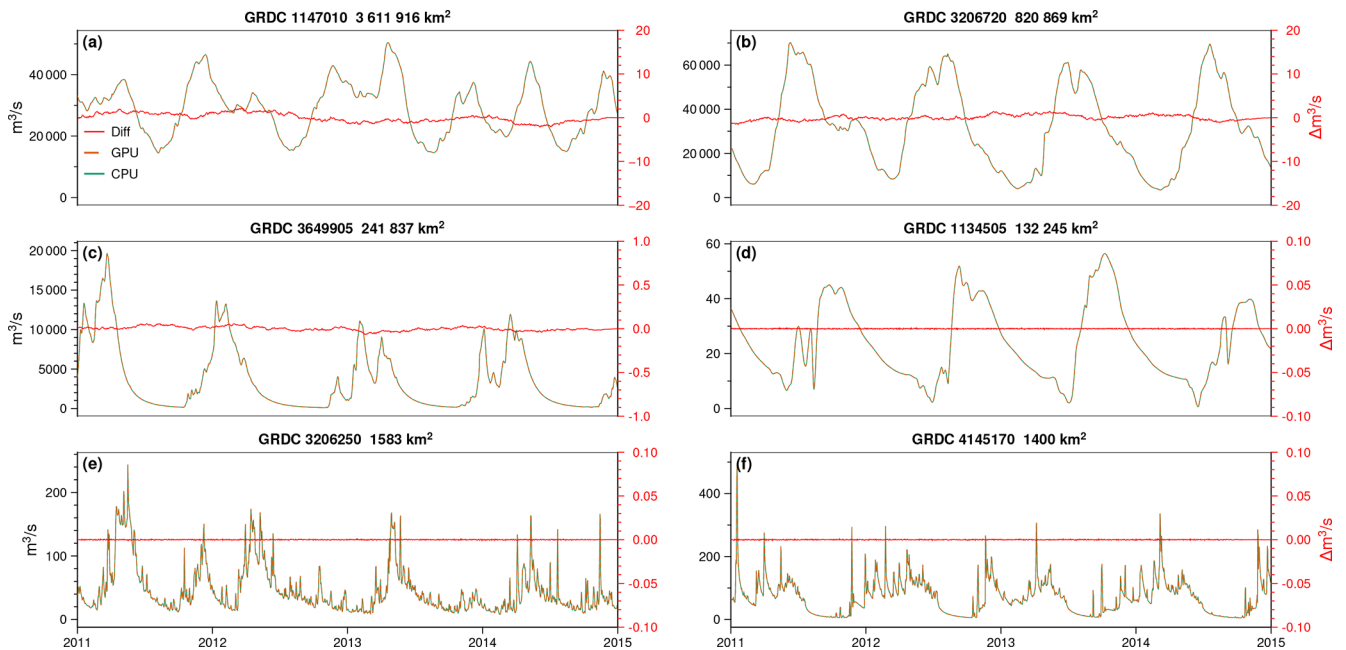 GRDC 1147010 3 611 916 km²
(a)
m³/s
40 000
20 000
0
20
10
0
−10
−20
Diff
GPU
CPU
GRDC 3206720 820 869 km²
(b)
60 000
40 000
20 000
0
20
10
0
−10
−20
Δm³/s
GRDC 3649905 241 837 km²
(c)
m³/s
20 000
15 000
10 000
5000
0
1.0
0.5
0.0
−0.5
−1.0
GRDC 1134505 132 245 km²
(d)
60
40
20
0
0.10
0.05
0.00
−0.05
−0.10
Δm³/s
GRDC 3206250 1583 km²
(e)
m³/s
200
100
0
0.10
0.05
0.00
−0.05
−0.10
2011 2012 2013 2014 2015
GRDC 4145170 1400 km²
(f)
400
200
0
0.10
0.05
0.00
−0.05
−0.10
Δm³/s
2011 2012 2013 2014 2015